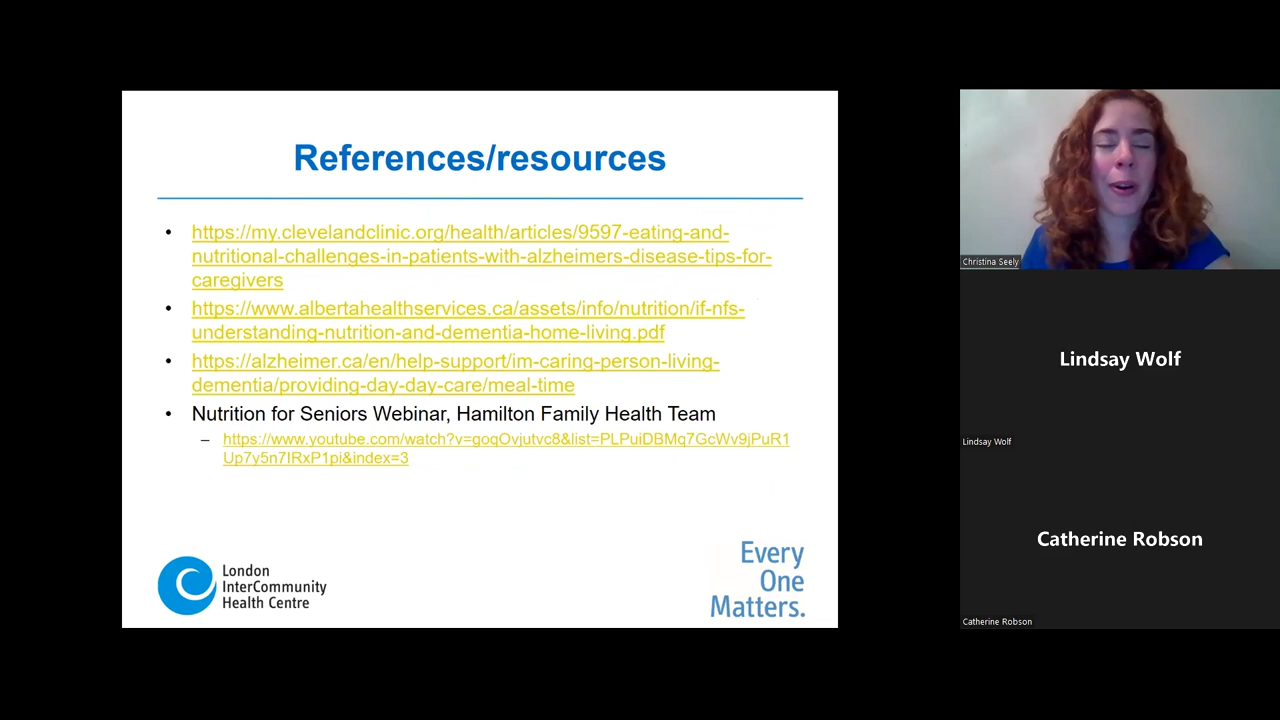 References/resources
• https://my.clevelandclinic.org/health/articles/9597-eating-and-
nutritional-challenges-in-patients-with-alzheimers-disease-tips-for-
caregivers
• https://www.albertahealthservices.ca/assets/info/nutrition/if-nfs-
understanding-nutrition-and-dementia-home-living.pdf
• https://alzheimer.ca/en/help-support/im-caring-person-living-
dementia/providing-day-day-care/meal-time
• Nutrition for Seniors Webinar, Hamilton Family Health Team
– https://www.youtube.com/watch?v=goqOvjutvc8&list=PLPuiDBMq7GcWv9jPuR1
Up7y5n7IRxP1pi&index=3
London
InterCommunity
Health Centre
Every
One
Matters.
Christina Seely
Lindsay Wolf
Lindsay Wolf
Catherine Robson
Catherine Robson